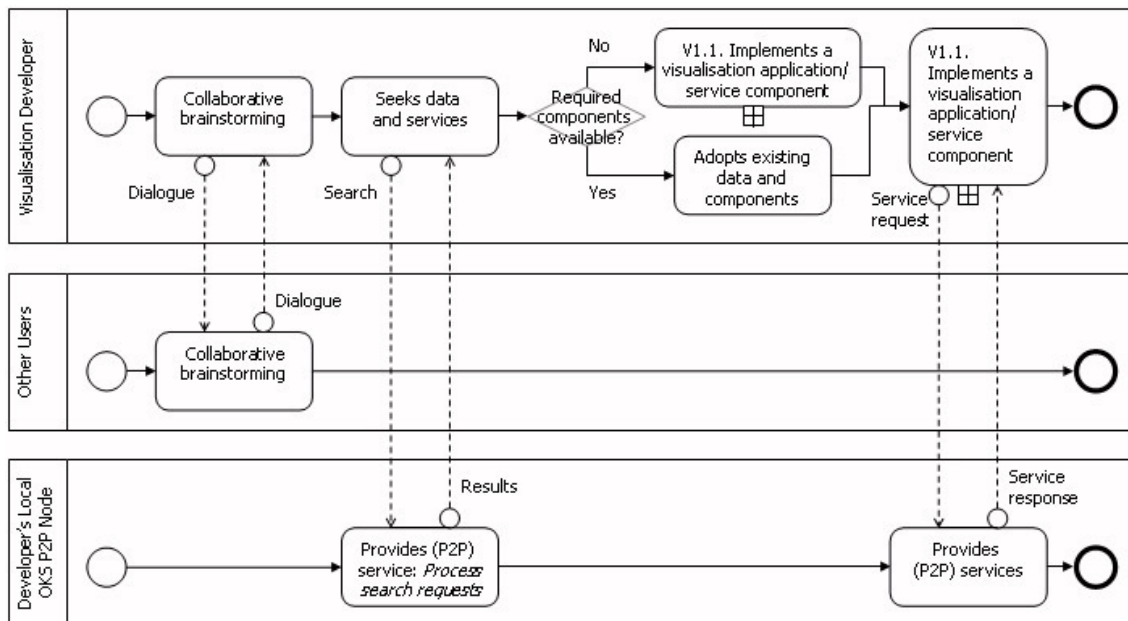 Visualisation Developer
Collaborative
brainstorming
Dialogue
Seeks data
and services
Search
Required
components
available?
No
Yes
V1.1. Implements a
visualisation application/
service component
Adopts existing
data and
components
V1.1.
Implements a
visualisation
application/
service
component
Service
request
Other Users
Dialogue
Collaborative
brainstorming
Developer's Local
OKS P2P Node
Results
Provides (P2P)
service: Process
search requests
Service
response
Provides
(P2P) services